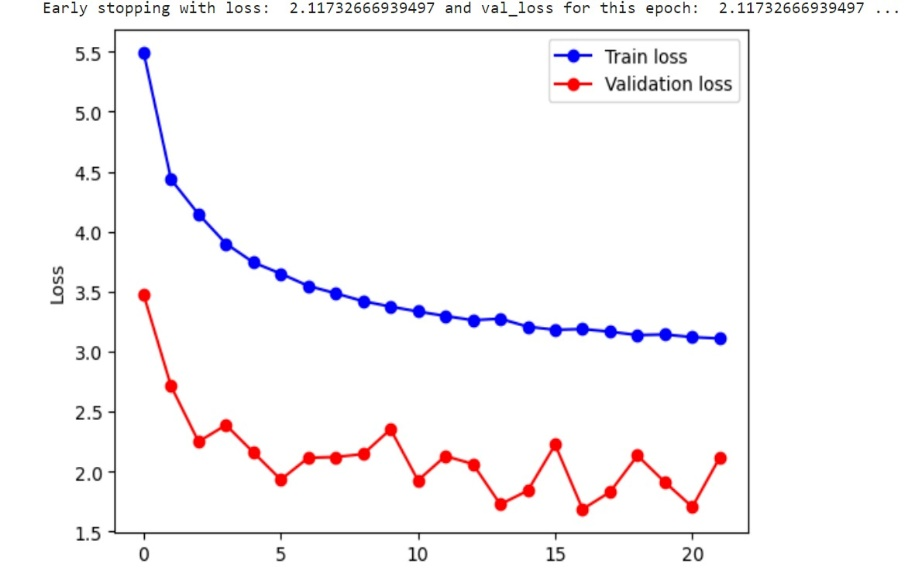 Early stopping with loss:  2.11732666939497 and val_loss for this epoch:  2.11732666939497 ...
Train loss
Validation loss
Loss
5.5
5.0
4.5
4.0
3.5
3.0
2.5
2.0
1.5
0 5 10 15 20